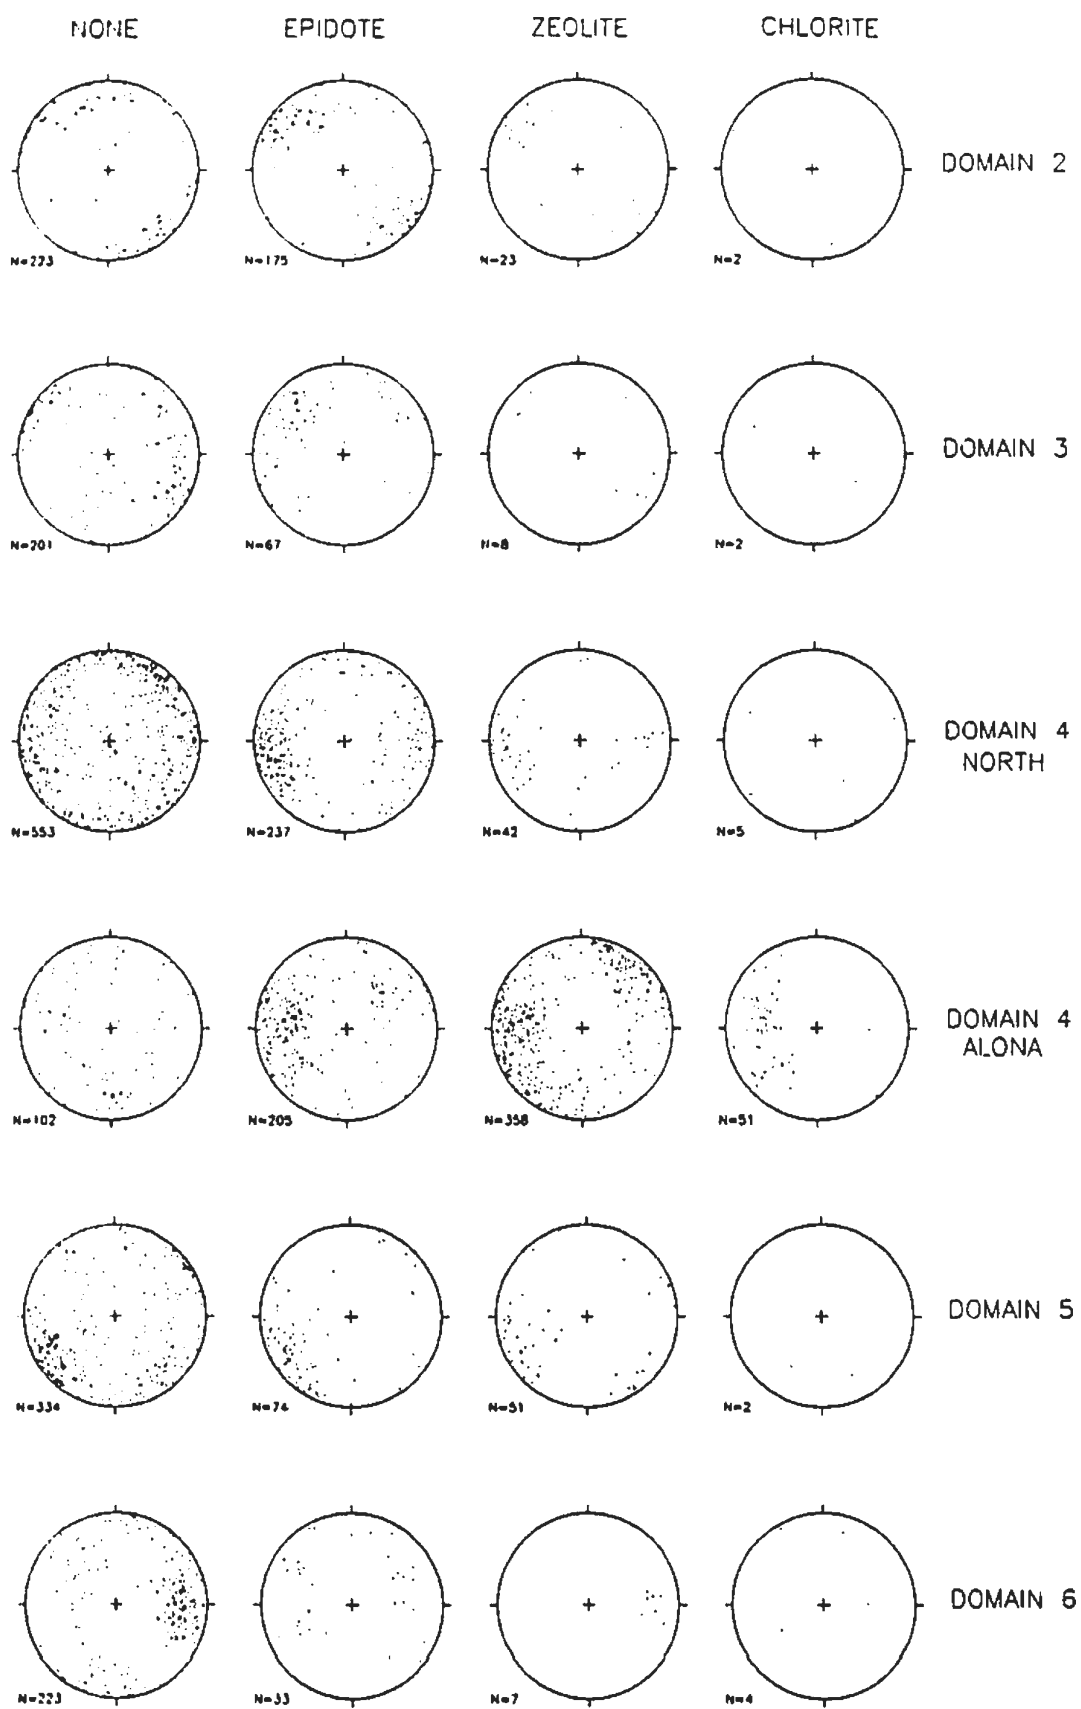 NONE EPIDOTE ZEOLITE CHLORITE
DOMAIN 2
N=223 N=175 N=23 N=2
DOMAIN 3
N=201 N=67 N=8 N=2
DOMAIN 4
NORTH
N=553 N=237 N=42 N=5
DOMAIN 4
ALONA
N=102 N=205 N=358 N=51
DOMAIN 5
N=334 N=74 N=51 N=2
DOMAIN 6
N=223 N=33 N=7 N=4